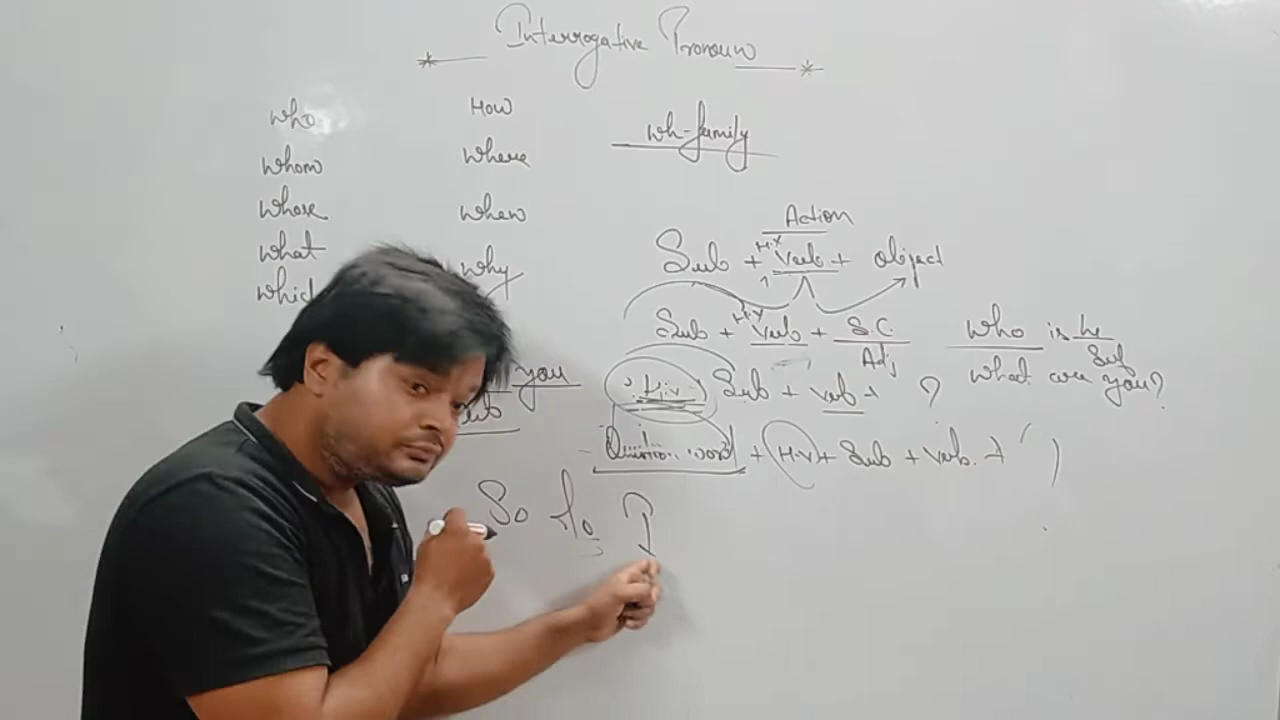 Interrogative Pronoun
who How
wh-family
whom where
whose when
what why
Action
Sub + H.V verb + object
Sub + H.V verb + S.C.
Adj
who is he
Sub
what are you?
you
H.V. Sub + verb + ?
Question word + H.V + Sub + verb +
So